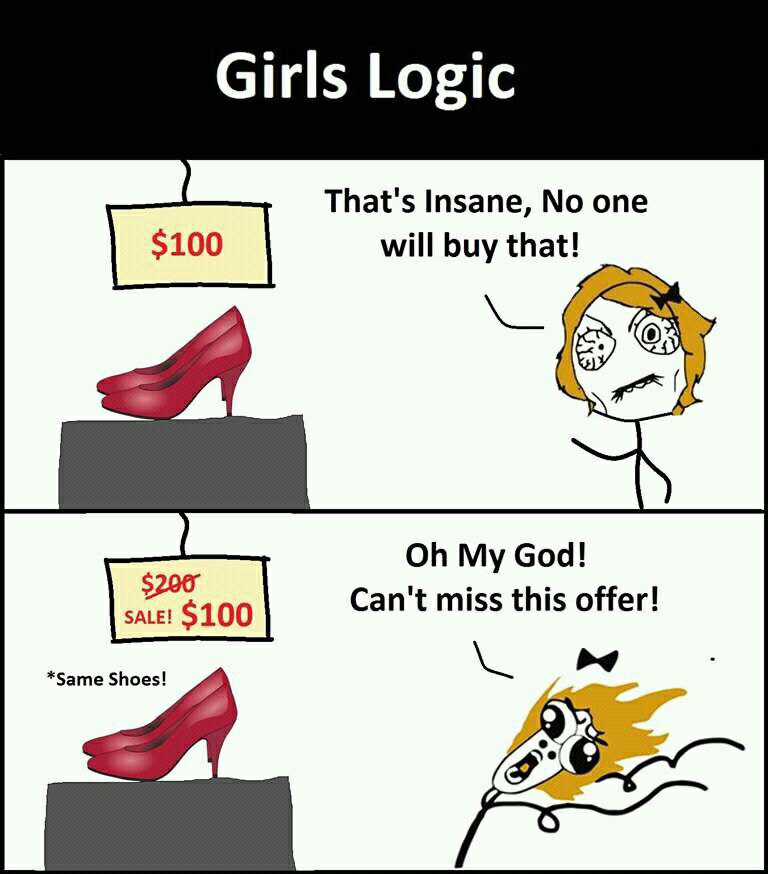 Girls Logic
$100
That's Insane, No one
will buy that!
$200
SALE! $100
Oh My God!
Can't miss this offer!
*Same Shoes!